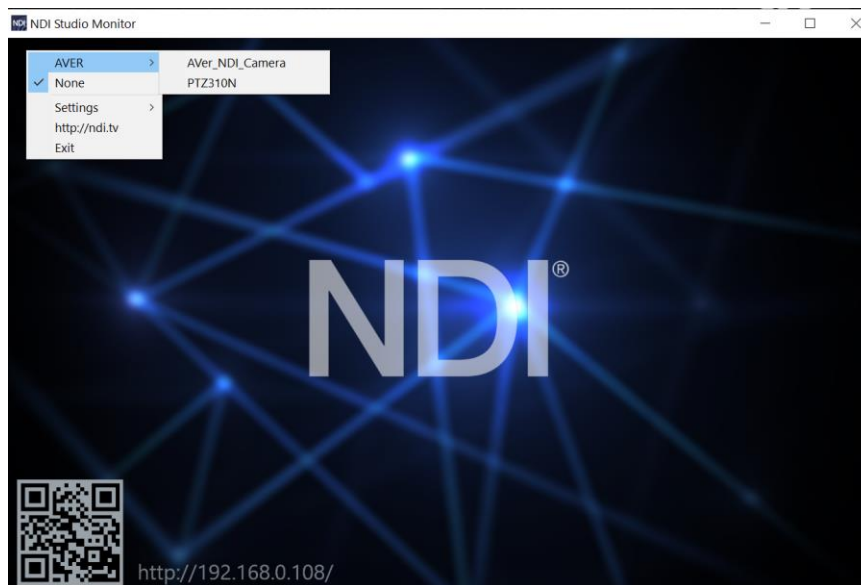 NDI Studio Monitor
AVER > AVer_NDI_Camera
✓ None PTZ310N
Settings >
http://ndi.tv
Exit
NDI®
http://192.168.0.108/